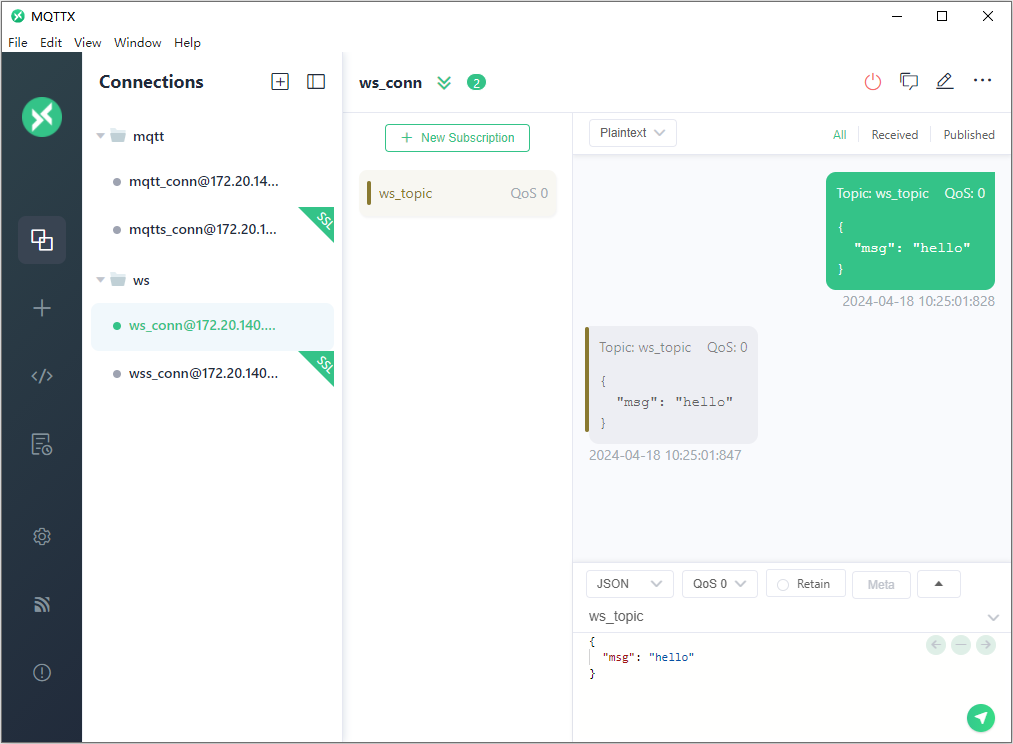 MQTTX
File Edit View Window Help
Connections
mqtt
mqtt_conn@172.20.14...
mqtts_conn@172.20.1...
SSL
ws
ws_conn@172.20.140....
wss_conn@172.20.140...
SSL
ws_conn 2
New Subscription
ws_topic QoS 0
Plaintext All Received Published
Topic: ws_topic QoS: 0
{
"msg": "hello"
}
2024-04-18 10:25:01:828
Topic: ws_topic QoS: 0
{
"msg": "hello"
}
2024-04-18 10:25:01:847
JSON QoS 0 Retain Meta
ws_topic
{
"msg": "hello"
}